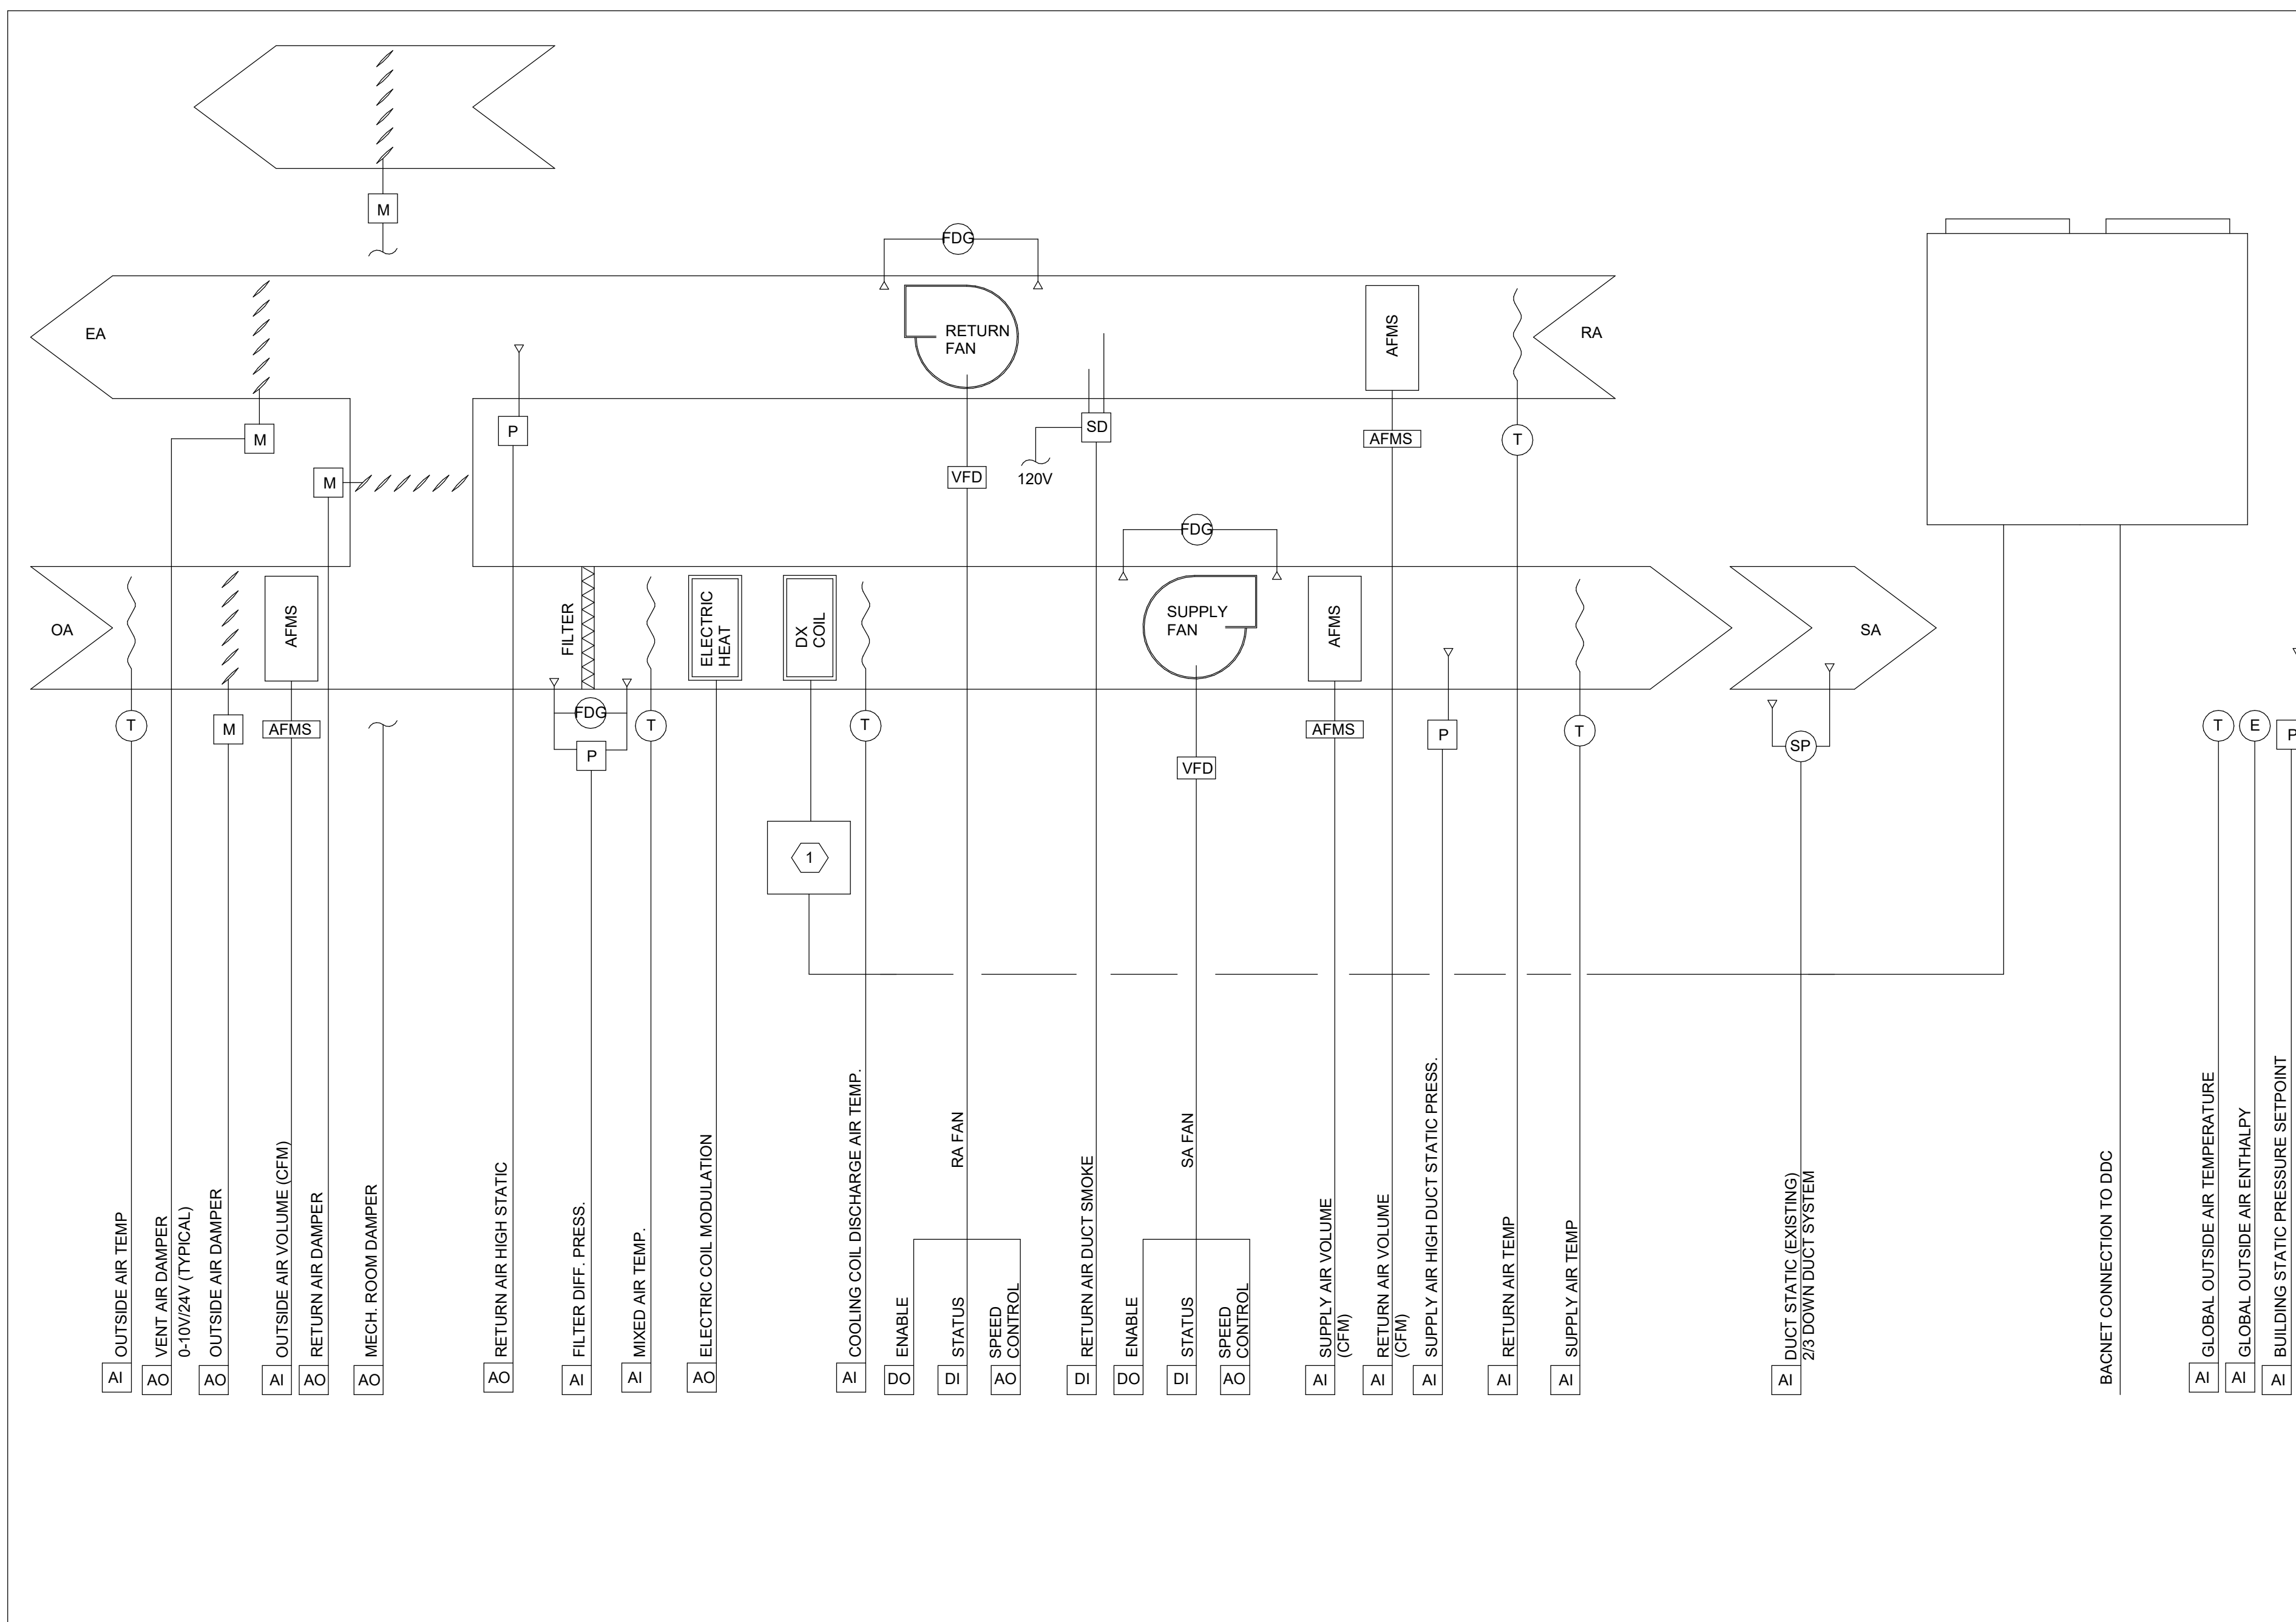 M
FDG
EA
RETURN
FAN
AFMS
RA
M
P
SD
AFMS
T
M
VFD
120V
FDG
OA
AFMS
FILTER
ELECTRIC
HEAT
DX
COIL
SUPPLY
FAN
AFMS
SA
T
M
AFMS
FDG
T
T
AFMS
P
T
SP
T
E
P
P
VFD
1
OUTSIDE AIR TEMP
VENT AIR DAMPER
0-10V/24V (TYPICAL)
OUTSIDE AIR DAMPER
OUTSIDE AIR VOLUME (CFM)
RETURN AIR DAMPER
MECH. ROOM DAMPER
RETURN AIR HIGH STATIC
FILTER DIFF. PRESS.
MIXED AIR TEMP.
ELECTRIC COIL MODULATION
COOLING COIL DISCHARGE AIR TEMP.
ENABLE
RA FAN
STATUS
SPEED
CONTROL
RETURN AIR DUCT SMOKE
ENABLE
SA FAN
STATUS
SPEED
CONTROL
SUPPLY AIR VOLUME
(CFM)
RETURN AIR VOLUME
(CFM)
SUPPLY AIR HIGH DUCT STATIC PRESS.
RETURN AIR TEMP
SUPPLY AIR TEMP
DUCT STATIC (EXISTING)
2/3 DOWN DUCT SYSTEM
BACNET CONNECTION TO DDC
GLOBAL OUTSIDE AIR TEMPERATURE
GLOBAL OUTSIDE AIR ENTHALPY
BUILDING STATIC PRESSURE SETPOINT
AI
AO
AO
AI
AO
AO
AO
AI
AI
AO
AI
DO
DI
AO
DI
DO
DI
AO
AI
AI
AI
AI
AI
AI
AI
AI
AI